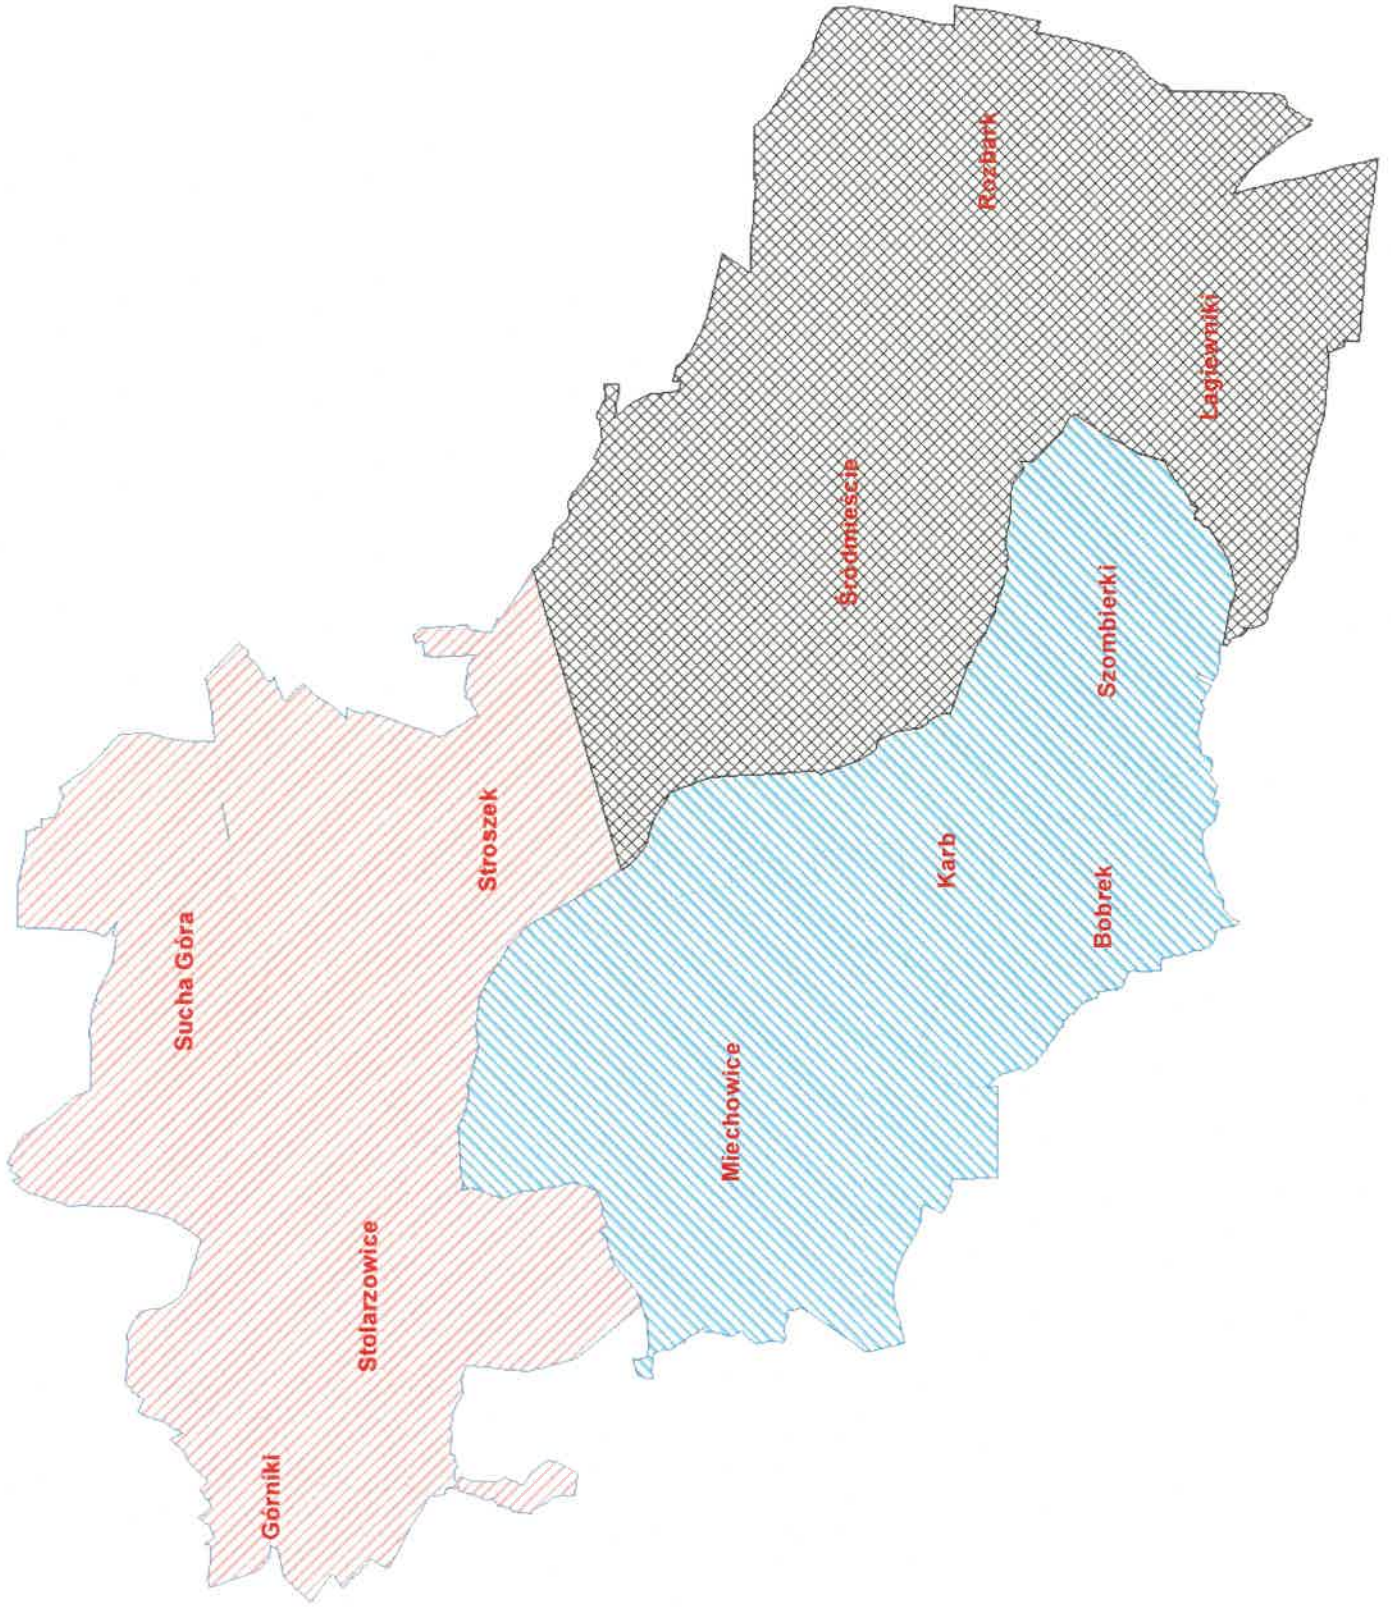 Sucha Góra
Górniki
Stolarzowice
Stroszek
Miechowice
Śródmieście
Karb
Rozbark
Bobrek
Szombierki
Łagiewniki